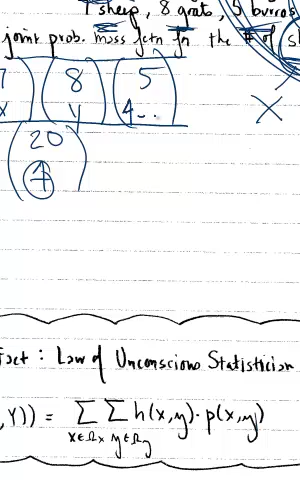 7 sheep, 8 goats, 5 burros
joint prob. mass fctn for the # of s
7 8 5
x y 4-..
X
20
4
Fact: Law of Unconscious Statistician
, Y)) = ∑ ∑ h(x,y)·p(x,y)
x∈Ωx y∈Ωy